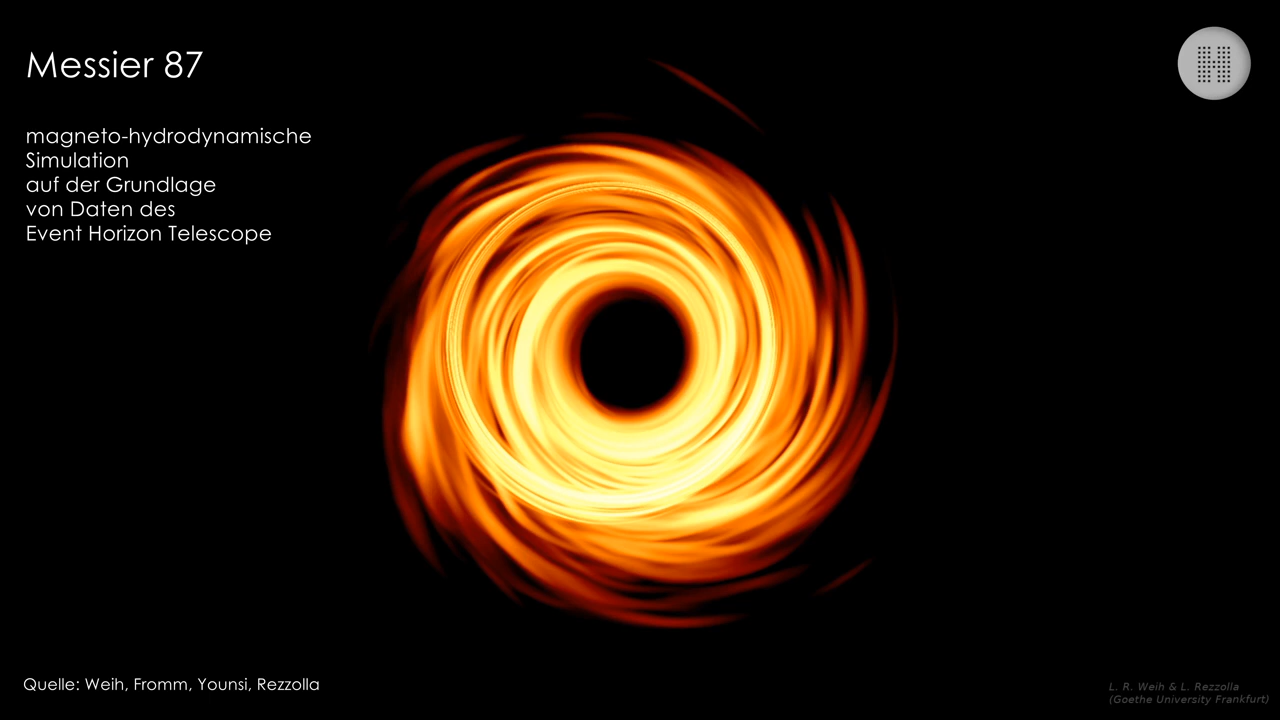 Messier 87
magneto-hydrodynamische
Simulation
auf der Grundlage
von Daten des
Event Horizon Telescope
H
Quelle: Weih, Fromm, Younsi, Rezzolla
L. R. Weih & L. Rezzolla
(Goethe University Frankfurt)